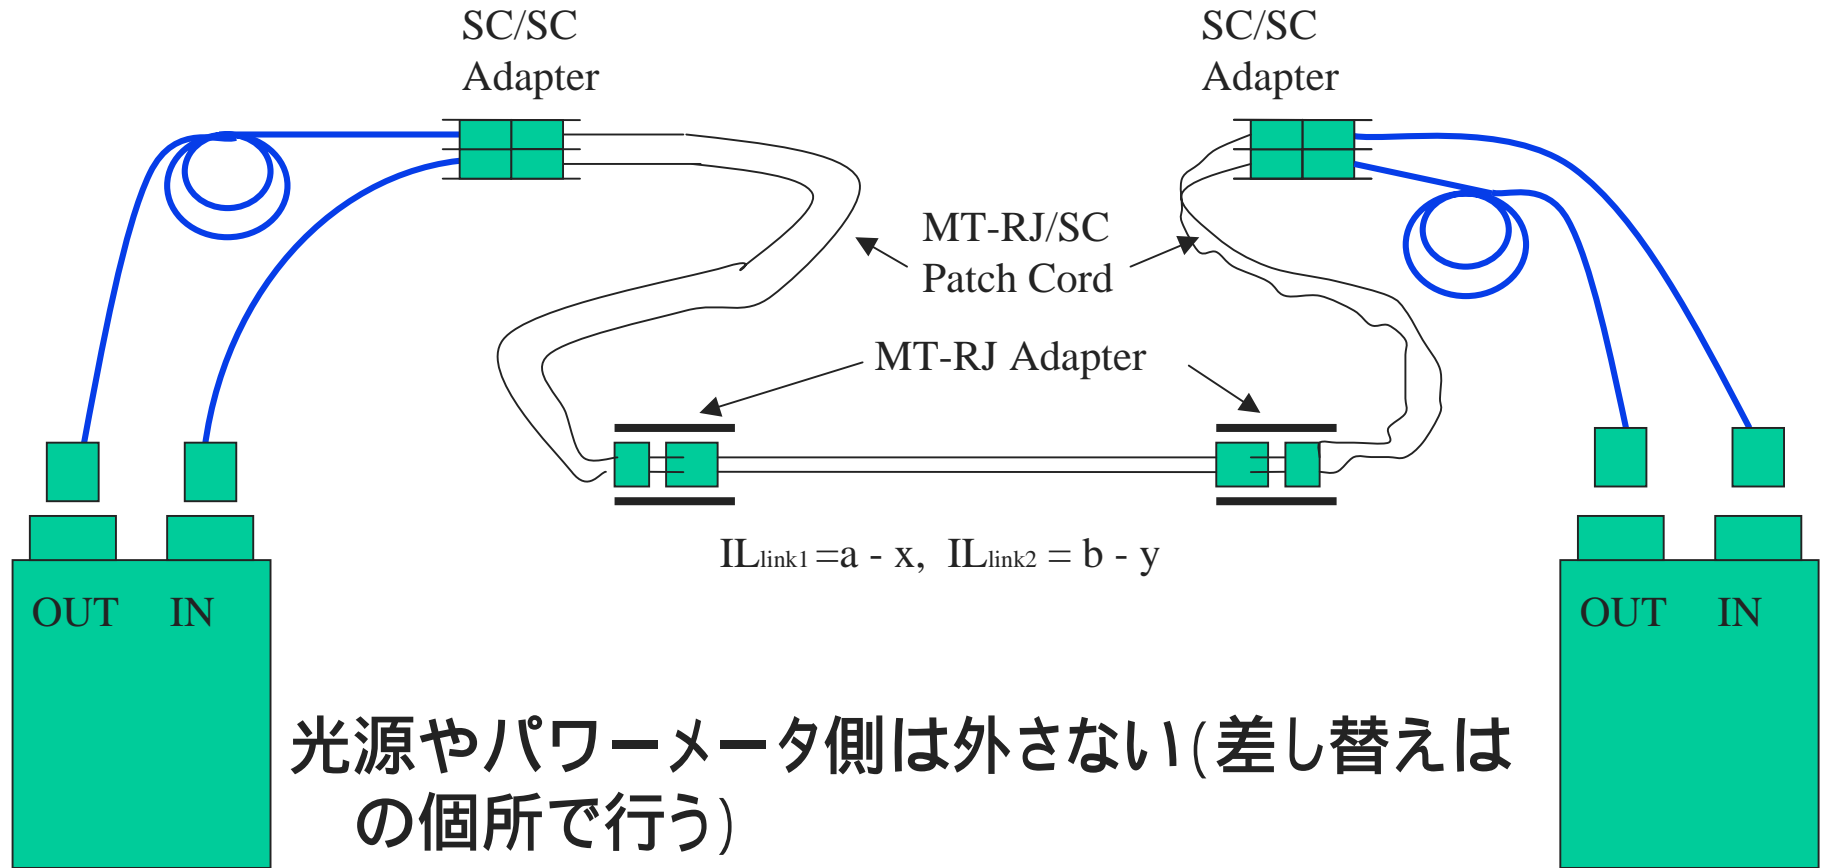 SC/SC
Adapter
SC/SC
Adapter
MT-RJ/SC
Patch Cord
MT-RJ Adapter
ILlink1 =a - x, ILlink2 = b - y
OUT IN
OUT IN
光源やパワーメータ側は外さない(差し替えは
の個所で行う)